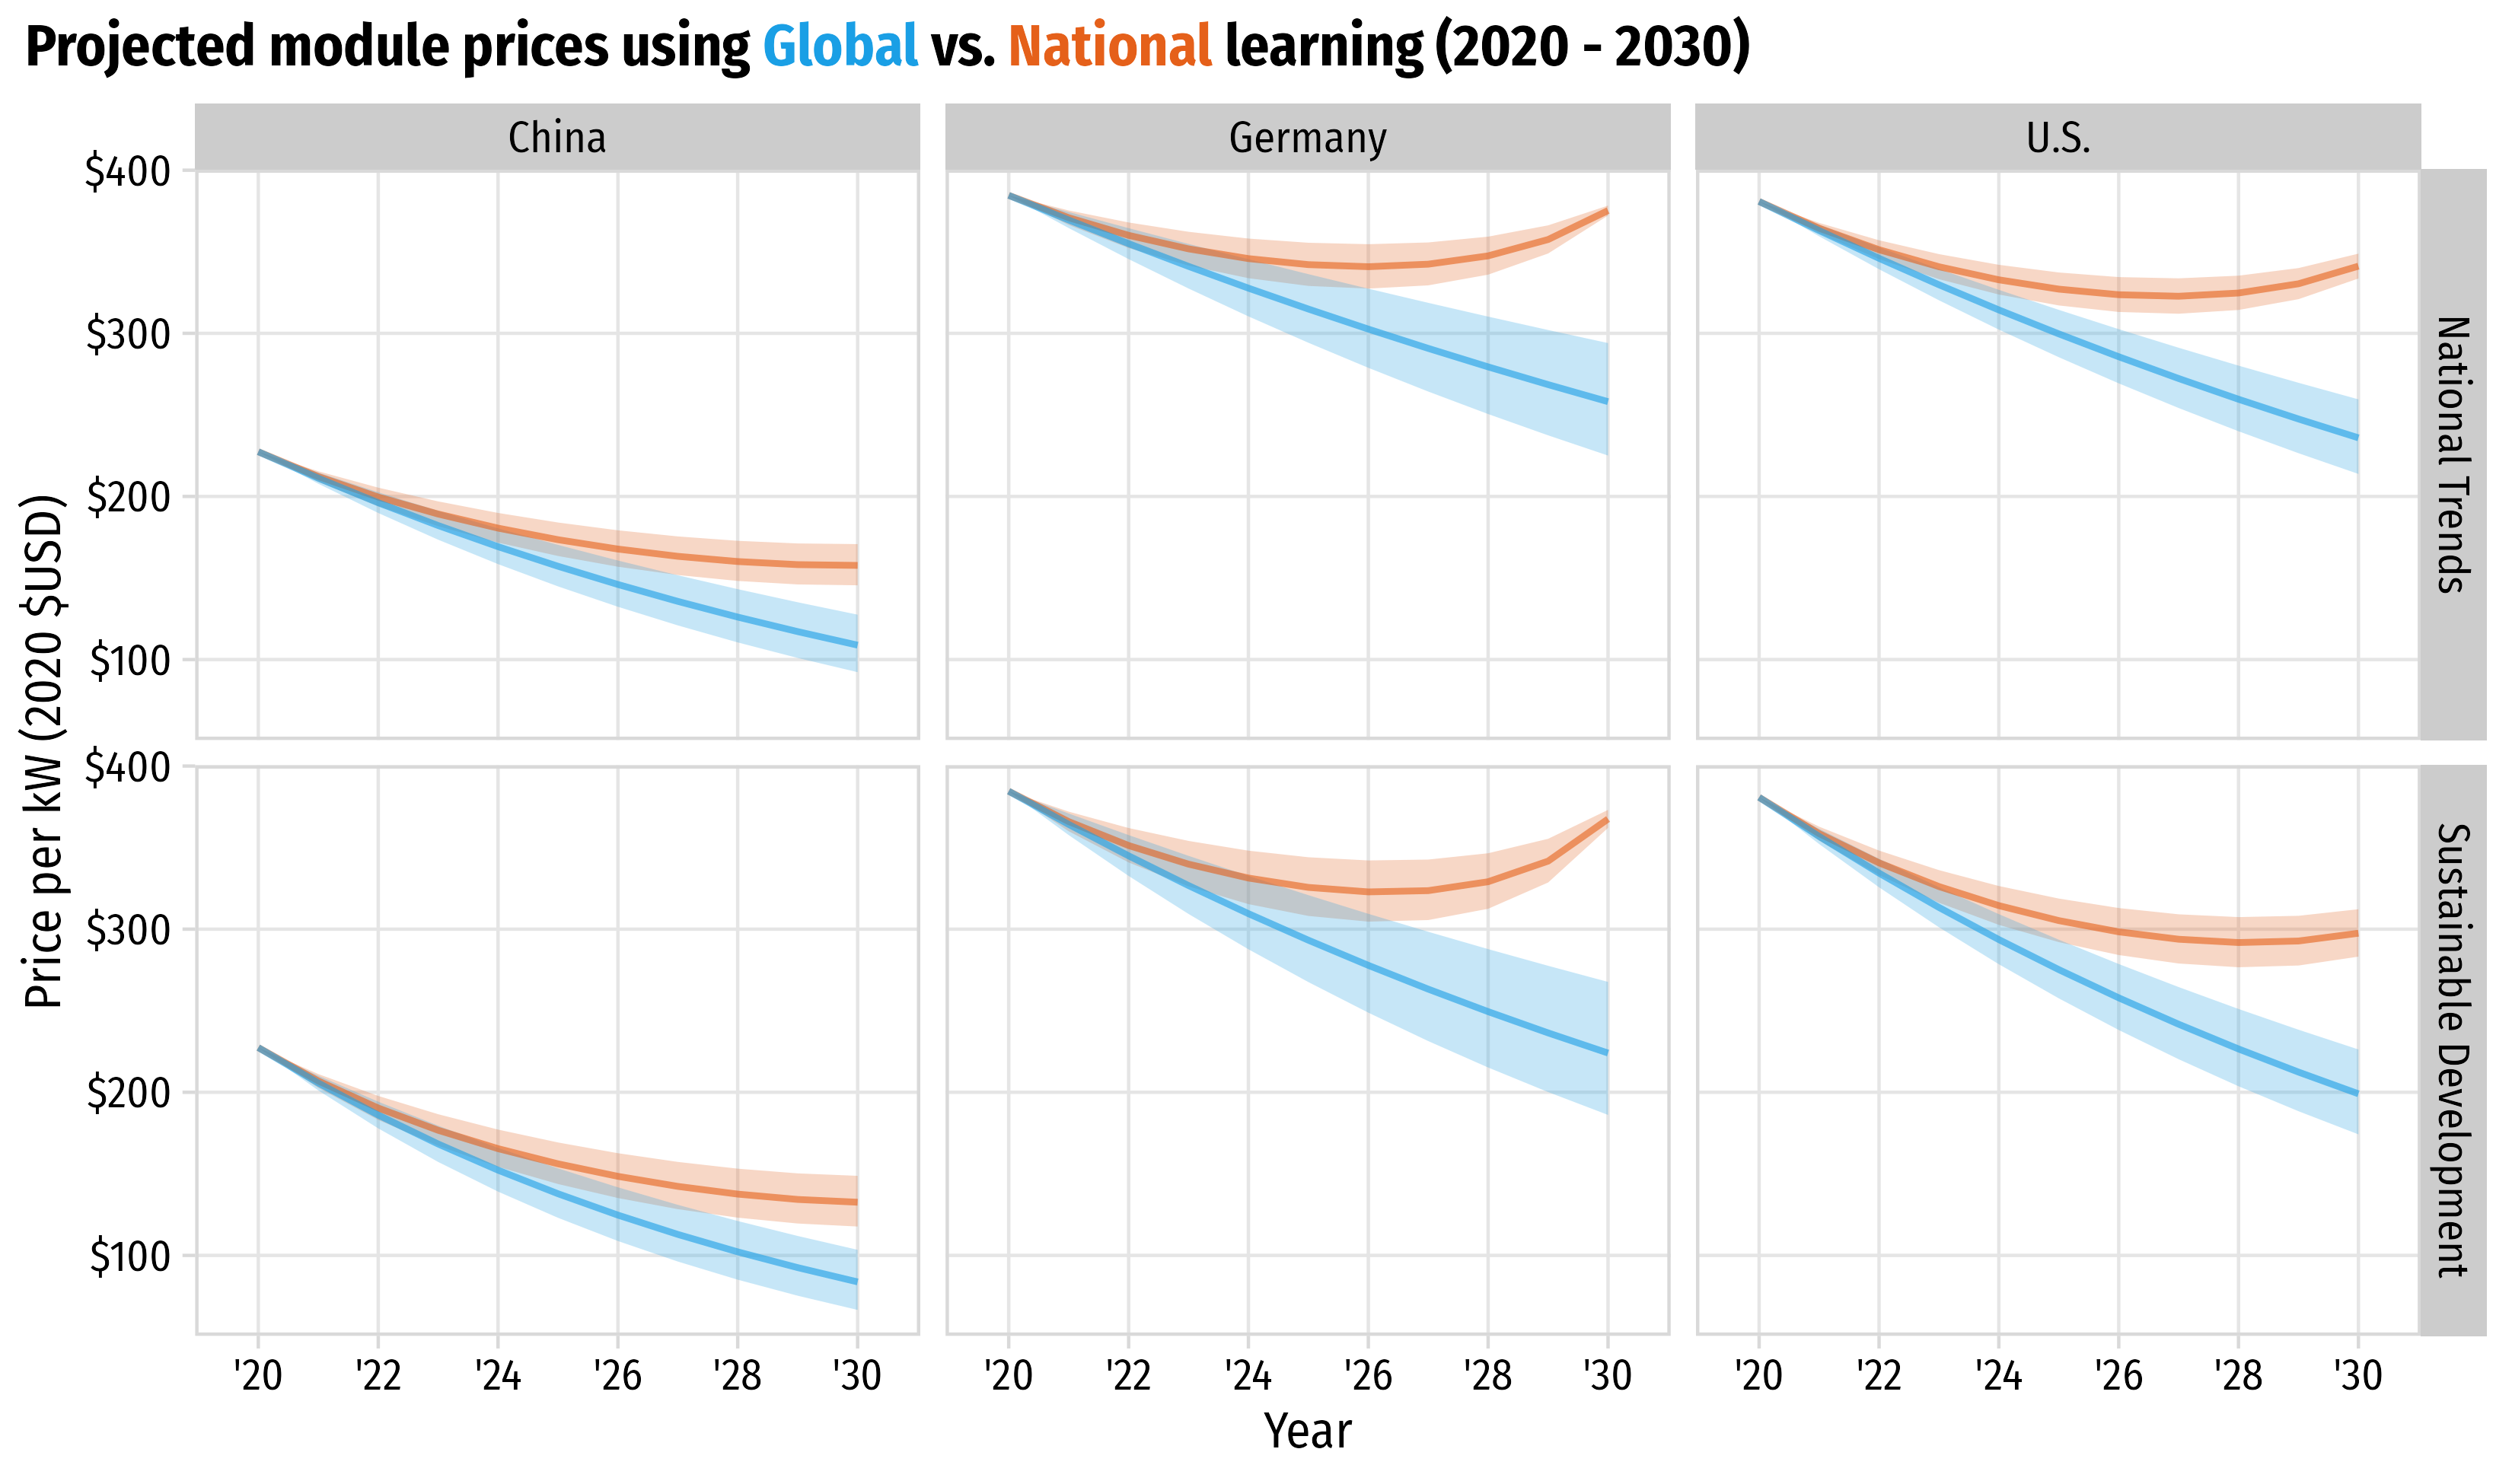 Projected module prices using Global vs. National learning (2020 - 2030)
China
Germany
U.S.
$400
$300
$200
$100
National Trends
Price per kW (2020 $USD)
$400
$300
$200
$100
Sustainable Development
'20 '22 '24 '26 '28 '30
'20 '22 '24 '26 '28 '30
'20 '22 '24 '26 '28 '30
Year